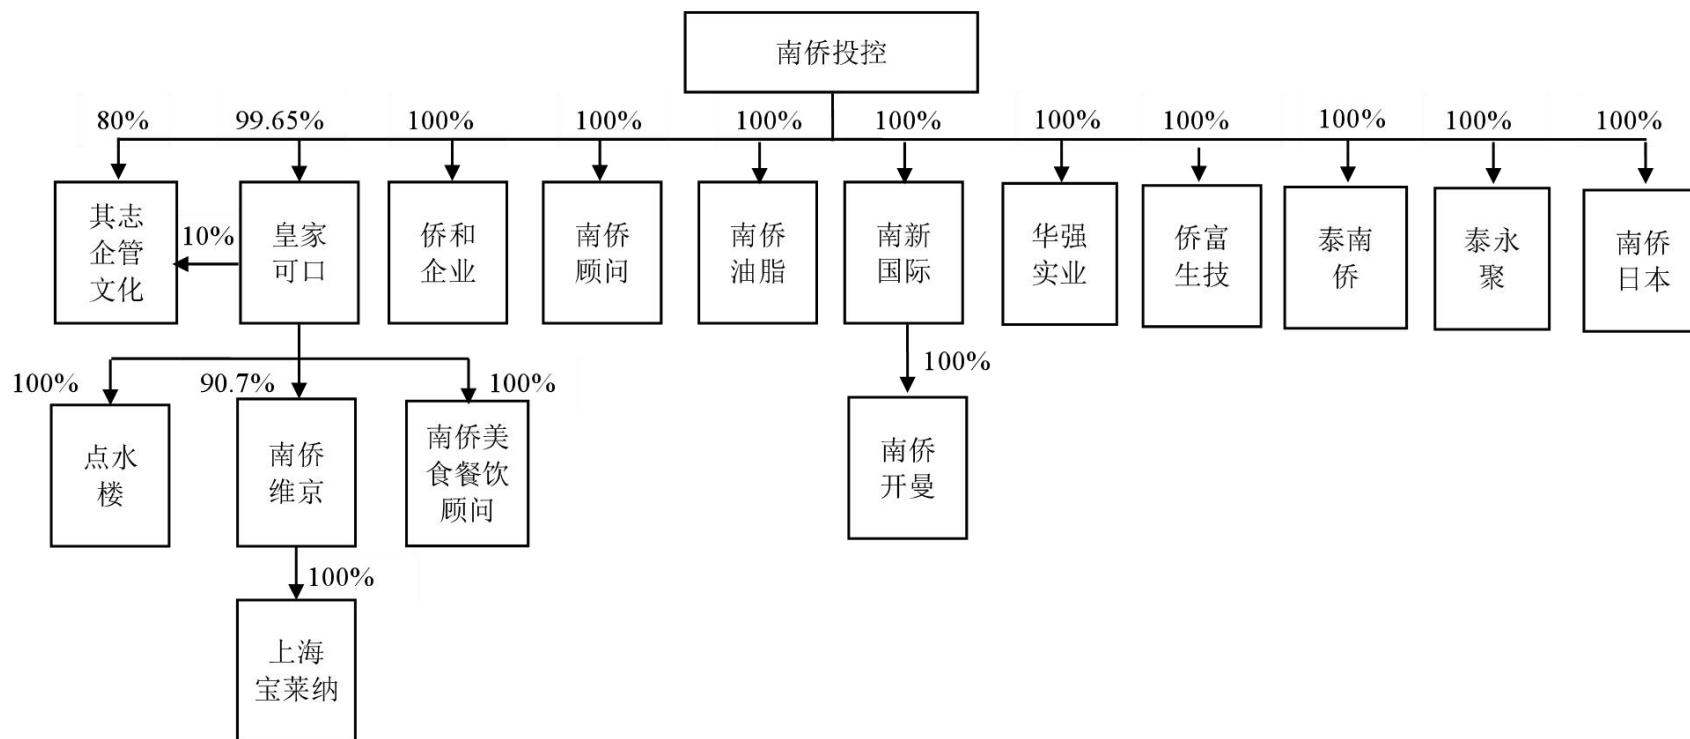 南侨投控
80%
99.65%
100%
100%
100%
100%
100%
100%
100%
100%
100%
其志
企管
文化
10%
皇家
可口
侨和
企业
南侨
顾问
南侨
油脂
南新
国际
华强
实业
侨富
生技
泰南
侨
泰永
聚
南侨
日本
100%
90.7%
100%
100%
点水
楼
南侨
维京
南侨美
食餐饮
顾问
南侨
开曼
100%
上海
宝莱纳